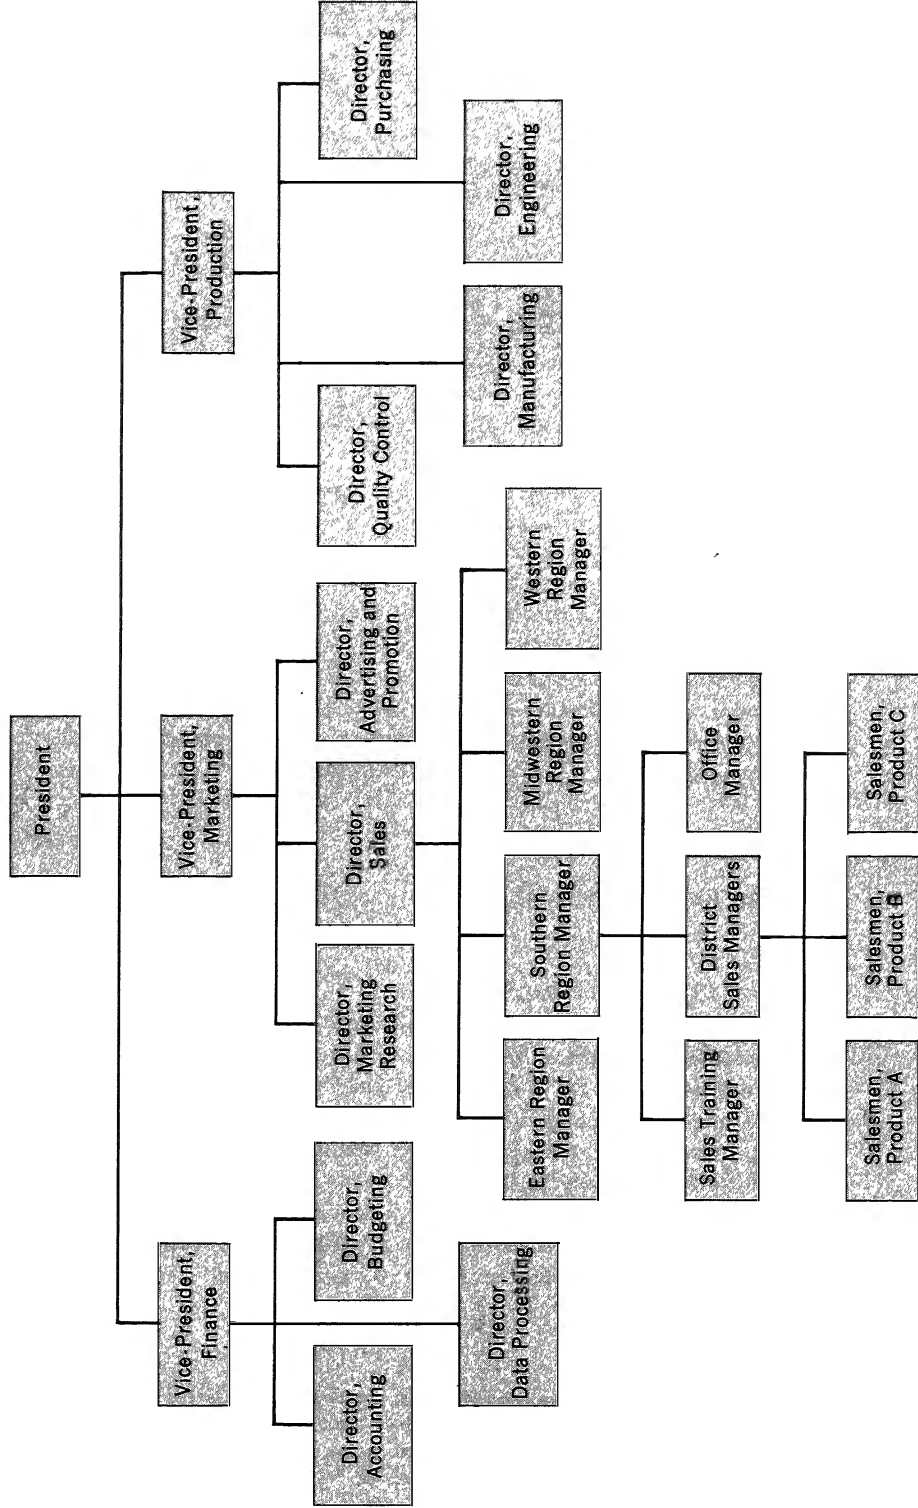 President
Vice-President,
Finance
Vice-President,
Marketing
Vice-President,
Production
Director,
Accounting
Director,
Budgeting
Director,
Marketing
Research
Director,
Sales
Director,
Advertising and
Promotion
Director,
Quality Control
Director,
Purchasing
Director,
Data Processing
Director,
Manufacturing
Director,
Engineering
Eastern Region
Manager
Southern
Region Manager
Midwestern
Region
Manager
Western
Region
Manager
Sales Training
Manager
District
Sales Managers
Office
Manager
Salesmen,
Product A
Salesmen,
Product B
Salesmen,
Product C